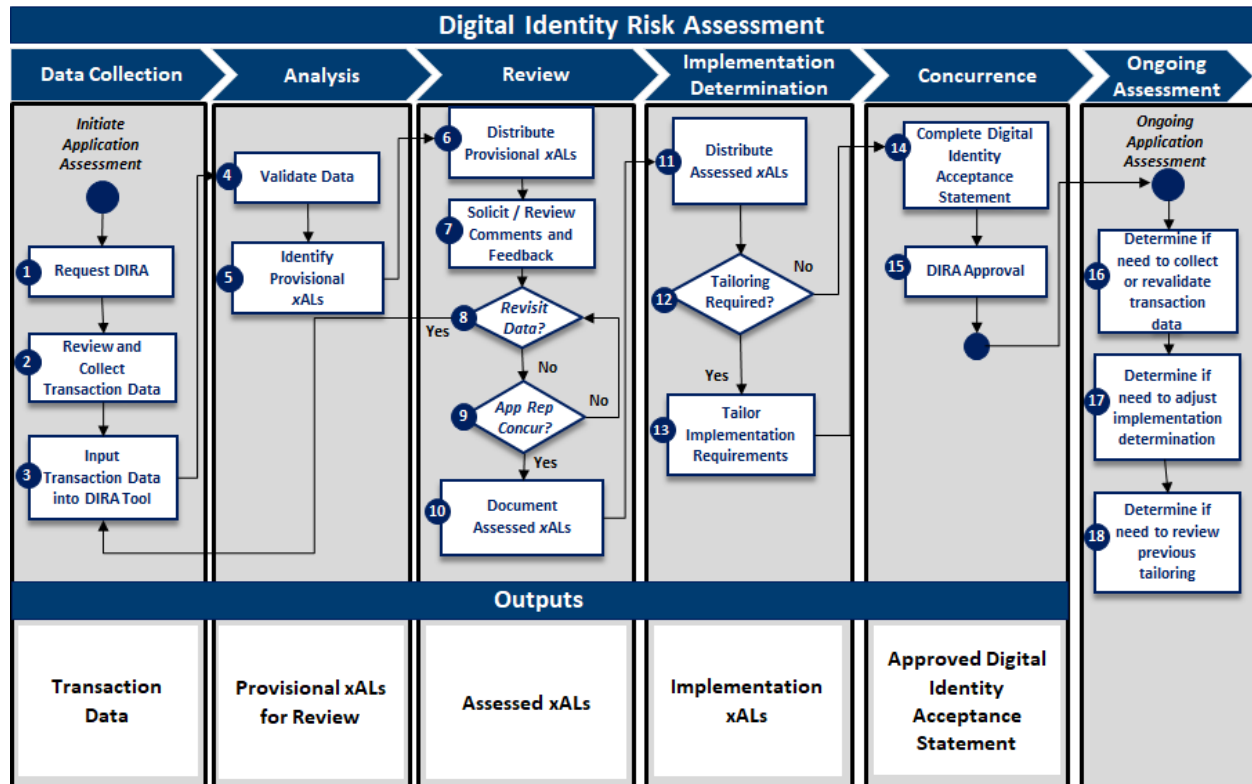 Digital Identity Risk Assessment
Data Collection
Analysis
Review
Implementation
Determination
Concurrence
Ongoing
Assessment
Initiate
Application
Assessment
1
Request DIRA
2
Review and
Collect
Transaction Data
3
Input
Transaction Data
into DIRA Tool
4
Validate Data
5
Identify
Provisional
xALs
6
Distribute
Provisional xALs
7
Solicit / Review
Comments and
Feedback
8
Revisit
Data?
Yes
No
9
App Rep
Concur?
No
Yes
10
Document
Assessed xALs
11
Distribute
Assessed xALs
12
Tailoring
Required?
No
Yes
13
Tailor
Implementation
Requirements
14
Complete Digital
Identity
Acceptance
Statement
15
DIRA Approval
Ongoing
Application
Assessment
16
Determine if
need to collect
or revalidate
transaction
data
17
Determine if
need to adjust
implementation
determination
18
Determine if
need to review
previous
tailoring
Outputs
Transaction
Data
Provisional xALs
for Review
Assessed xALs
Implementation
xALs
Approved Digital
Identity
Acceptance
Statement